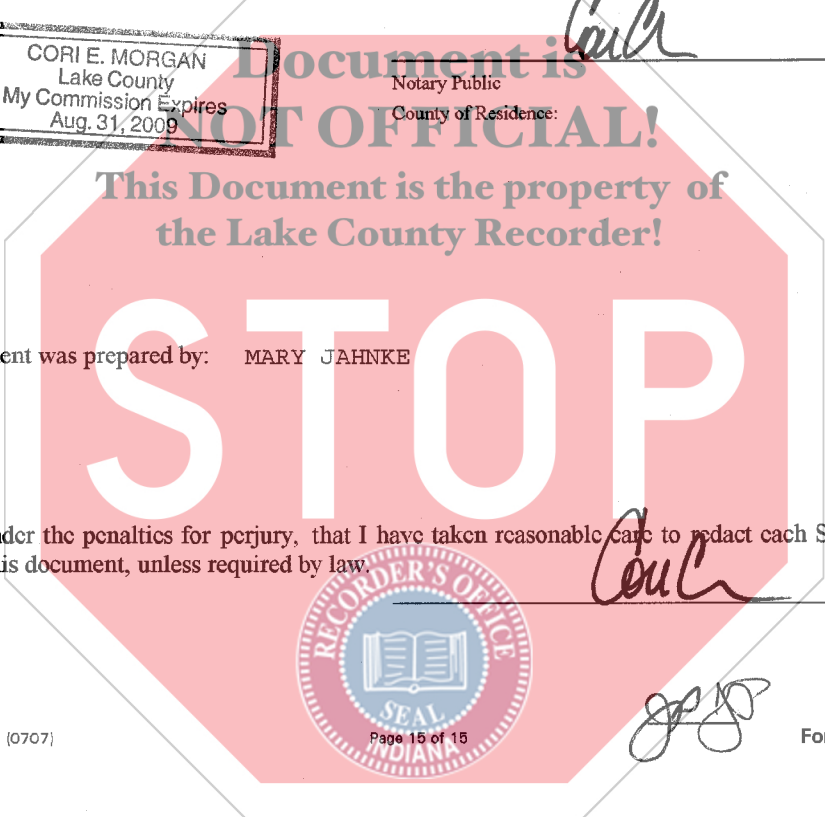 CORI E. MORGAN
Lake County
My Commission Expires
Aug. 31, 2009
Document is
NOT OFFICIAL!
This Document is the property of
the Lake County Recorder!
Notary Public
County of Residence:
STOP
ent was prepared by: MARY JAHNKE
der the penalties for perjury, that I have taken reasonable care to redact each S
is document, unless required by law.
RECORDER'S OFFICE
SEAL
INDIANA
(0707)
Page 15 of 15
For